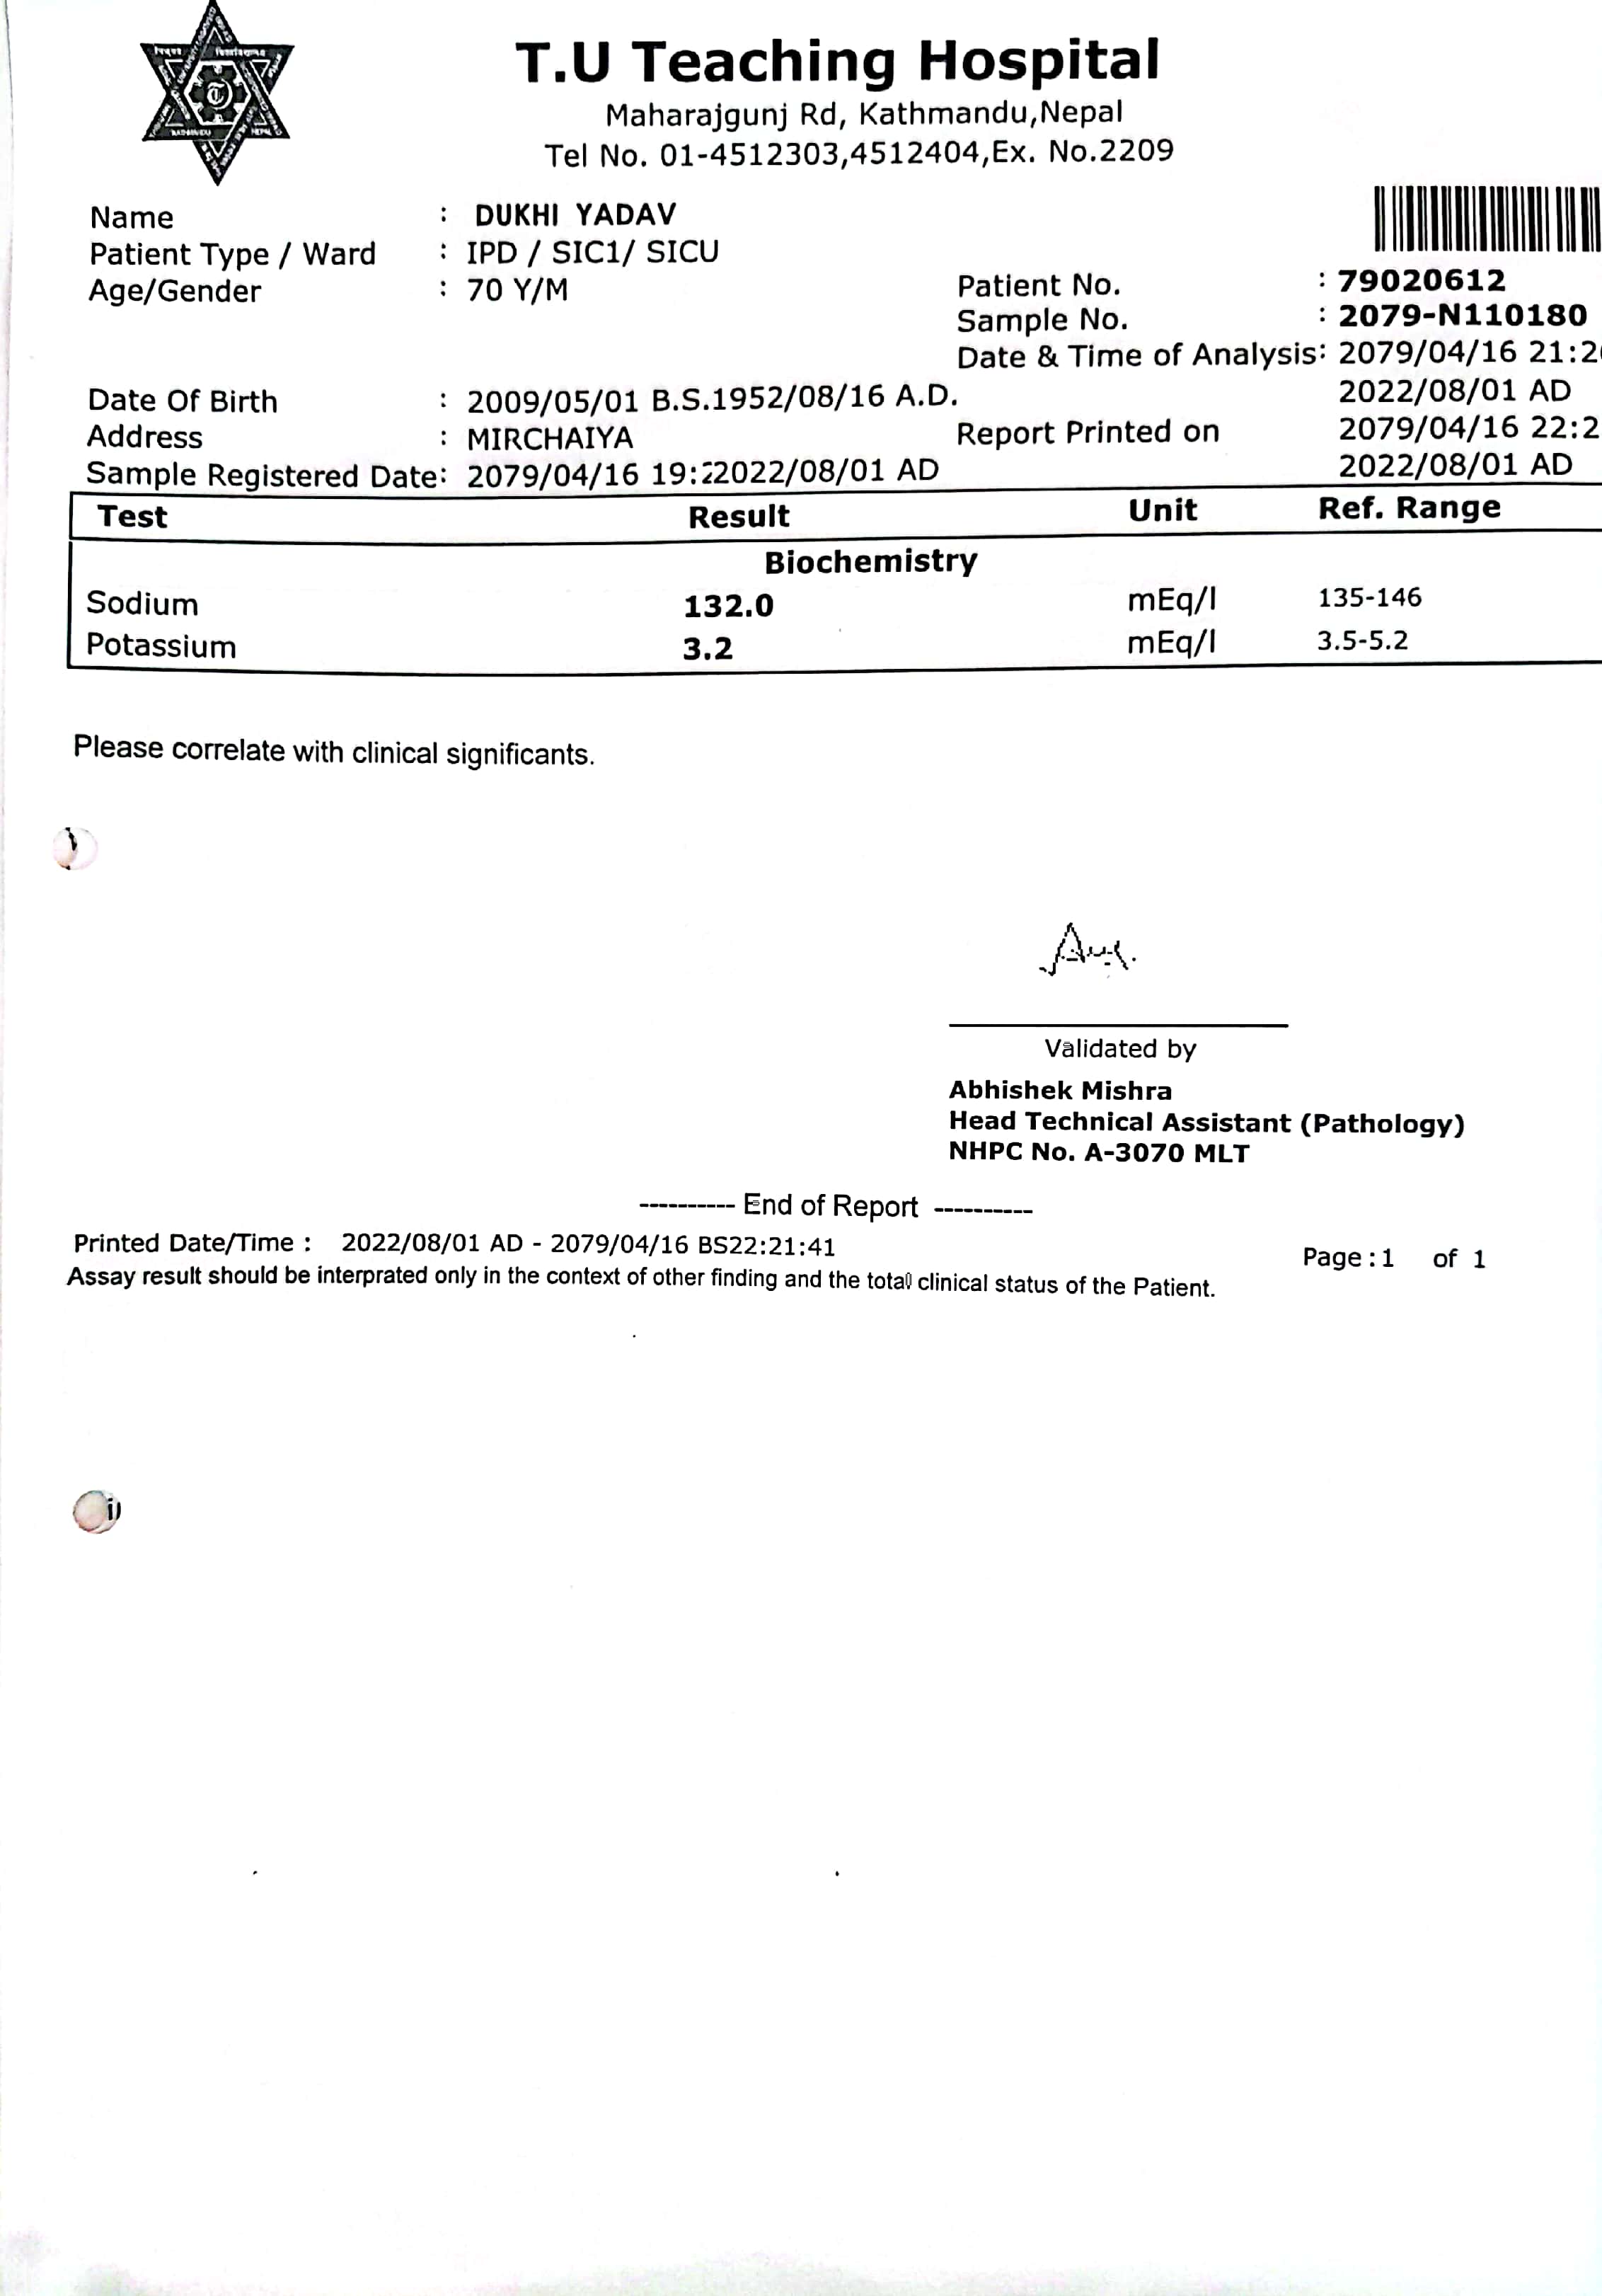 T.U Teaching Hospital
Maharajgunj Rd, Kathmandu,Nepal
Tel No. 01-4512303,4512404,Ex. No.2209
Name : DUKHI YADAV
Patient Type / Ward : IPD / SIC1/ SICU
Age/Gender : 70 Y/M
Patient No. : 79020612
Sample No. : 2079-N110180
Date & Time of Analysis: 2079/04/16 21:2
2022/08/01 AD
Date Of Birth : 2009/05/01 B.S.1952/08/16 A.D.
Address : MIRCHAIYA
Report Printed on 2079/04/16 22:2
2022/08/01 AD
Sample Registered Date: 2079/04/16 19:22022/08/01 AD
Test Result Unit Ref. Range
Biochemistry
Sodium 132.0 mEq/l 135-146
Potassium 3.2 mEq/l 3.5-5.2
Please correlate with clinical significants.
Validated by
Abhishek Mishra
Head Technical Assistant (Pathology)
NHPC No. A-3070 MLT
---------- End of Report ----------
Printed Date/Time : 2022/08/01 AD - 2079/04/16 BS22:21:41
Page : 1 of 1
Assay result should be interprated only in the context of other finding and the total clinical status of the Patient.